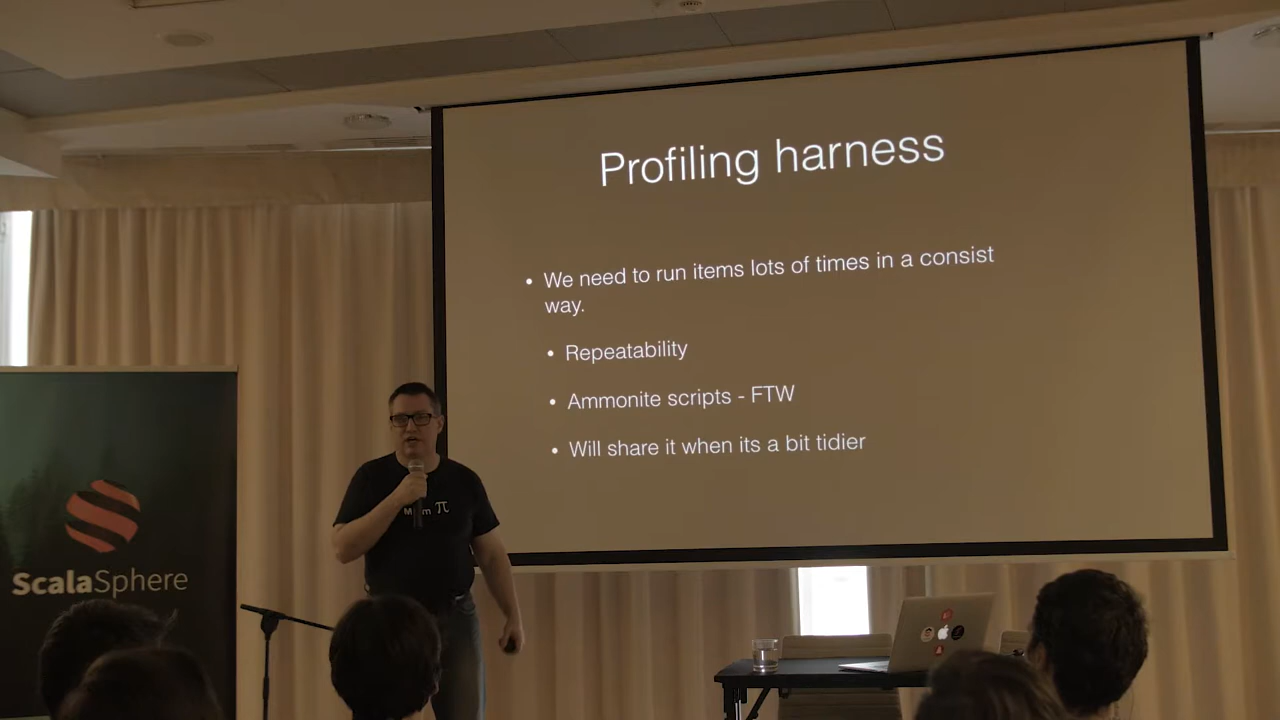 Profiling harness
• We need to run items lots of times in a consist
way.
• Repeatability
• Ammonite scripts - FTW
• Will share it when its a bit tidier
ScalaSphere
π